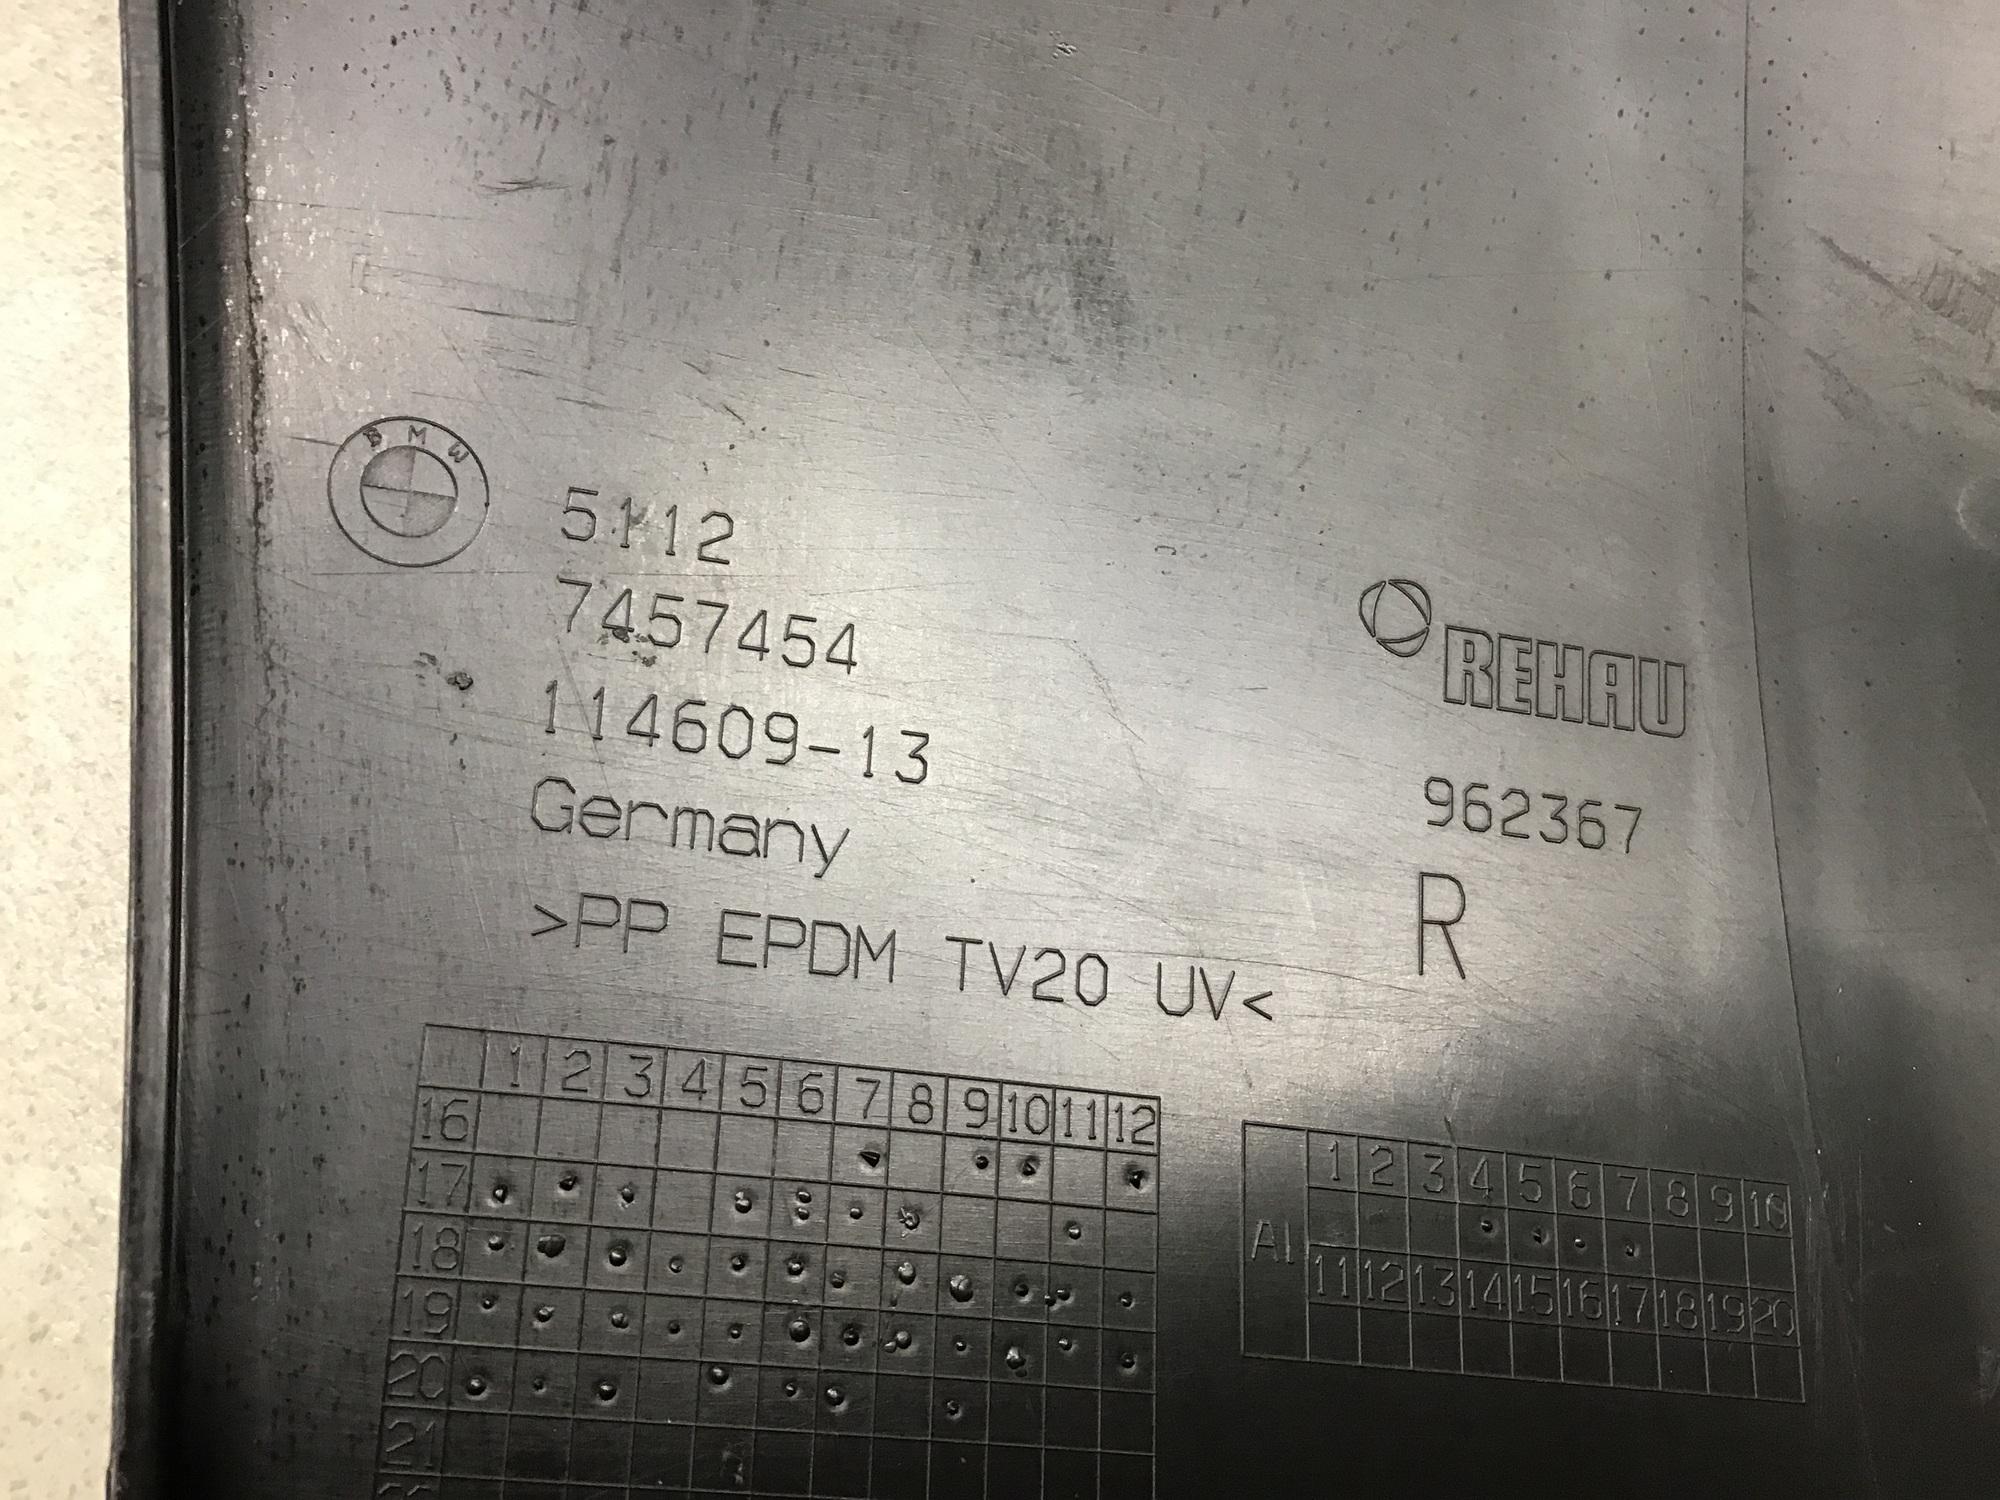 BMW
5112
7457454
114609-13
Germany
>PP EPDM TV20 UV<
REHAU
962367
R
1 2 3 4 5 6 7 8 9 10 11 12
16
17
18
19
20
21
1 2 3 4 5 6 7 8 9 10
AI
11 12 13 14 15 16 17 18 19 20